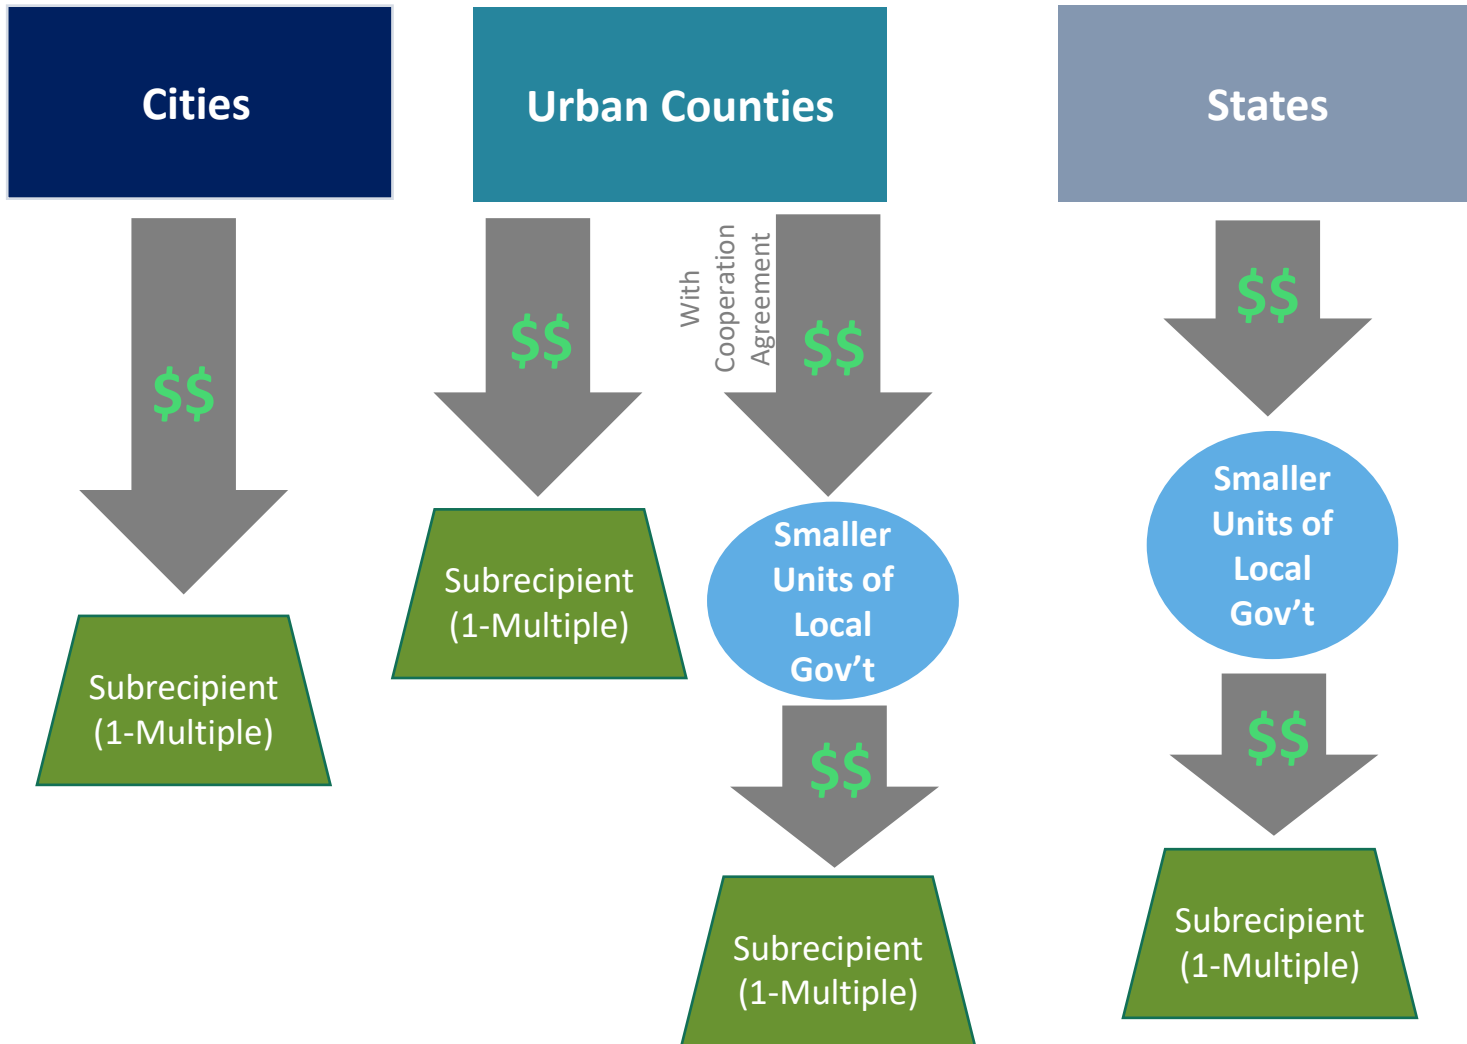 Cities
Urban Counties
States
With
Cooperation
Agreement
$$
$$
$$
$$
Subrecipient
(1-Multiple)
Subrecipient
(1-Multiple)
Smaller
Units of
Local
Gov’t
Smaller
Units of
Local
Gov’t
$$
$$
Subrecipient
(1-Multiple)
Subrecipient
(1-Multiple)